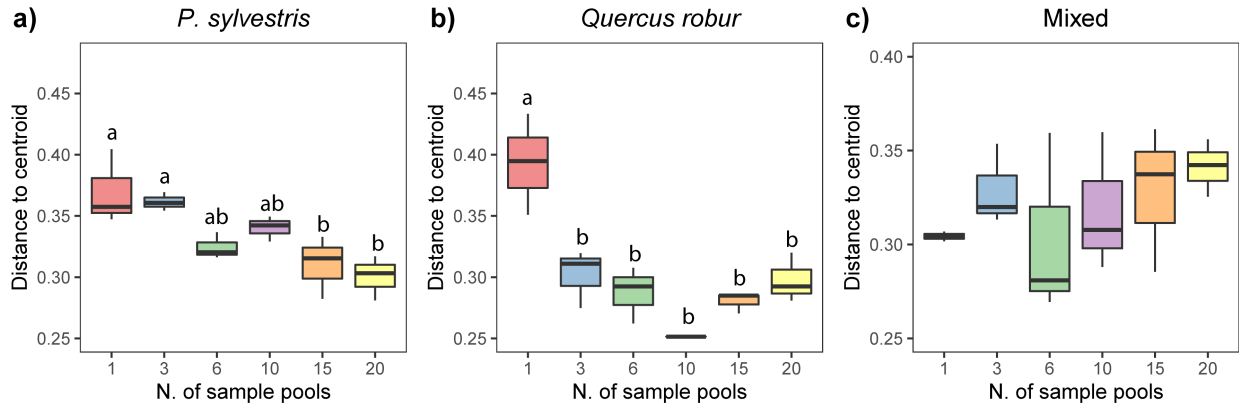 a) P. sylvestris
0.45
0.40
0.35
0.30
0.25
Distance to centroid
a
a
ab
ab
b
b
1 3 6 10 15 20
N. of sample pools
b) Quercus robur
0.45
0.40
0.35
0.30
0.25
Distance to centroid
a
b
b
b
b
b
1 3 6 10 15 20
N. of sample pools
c) Mixed
0.40
0.35
0.30
0.25
Distance to centroid
1 3 6 10 15 20
N. of sample pools